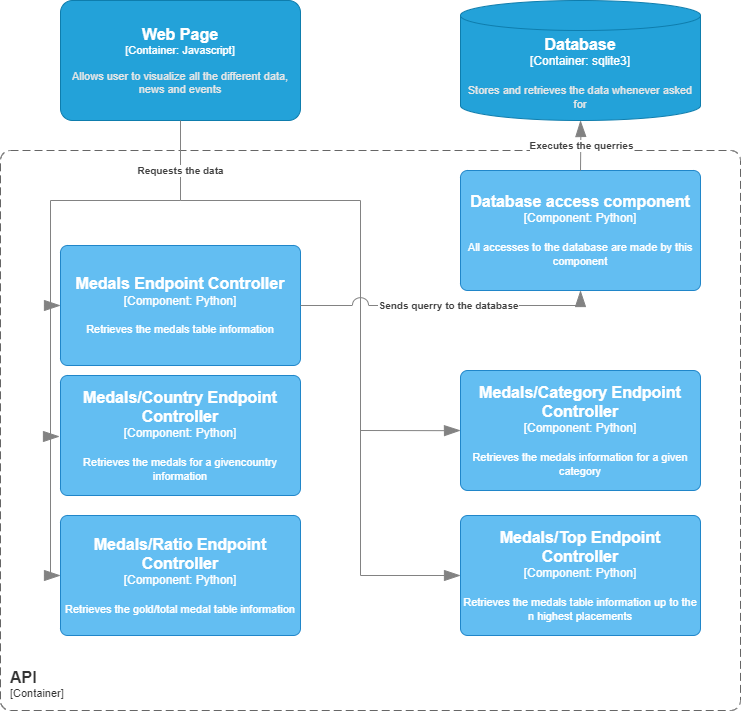 Web Page
[Container: Javascript]
Allows user to visualize all the different data,
news and events
Database
[Container: sqlite3]
Stores and retrieves the data whenever asked
for
Executes the querries
Requests the data
Database access component
[Component: Python]
All accesses to the database are made by this
component
Medals Endpoint Controller
[Component: Python]
Retrieves the medals table information
Sends querry to the database
Medals/Country Endpoint
Controller
[Component: Python]
Retrieves the medals for a givencountry
information
Medals/Category Endpoint
Controller
[Component: Python]
Retrieves the medals information for a given
category
Medals/Ratio Endpoint
Controller
[Component: Python]
Retrieves the gold/total medal table information
Medals/Top Endpoint
Controller
[Component: Python]
Retrieves the medals table information up to the
n highest placements
API
[Container]